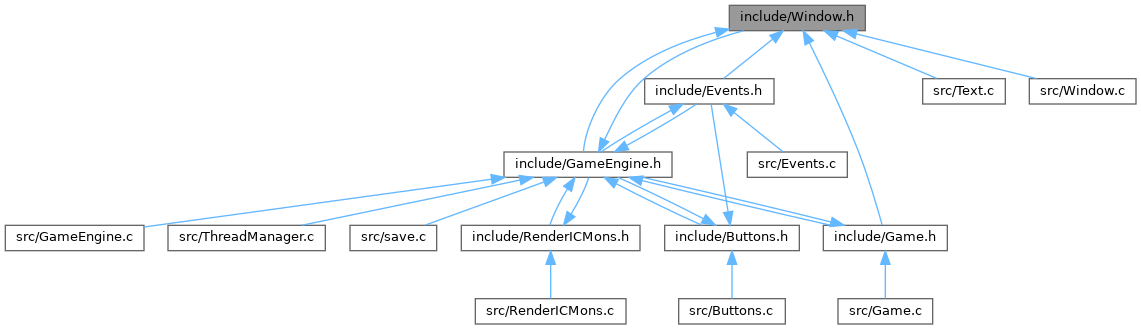 include/Window.h
include/Events.h
src/Text.c
src/Window.c
include/GameEngine.h
src/Events.c
src/GameEngine.c
src/ThreadManager.c
src/save.c
include/RenderICMons.h
include/Buttons.h
include/Game.h
src/RenderICMons.c
src/Buttons.c
src/Game.c